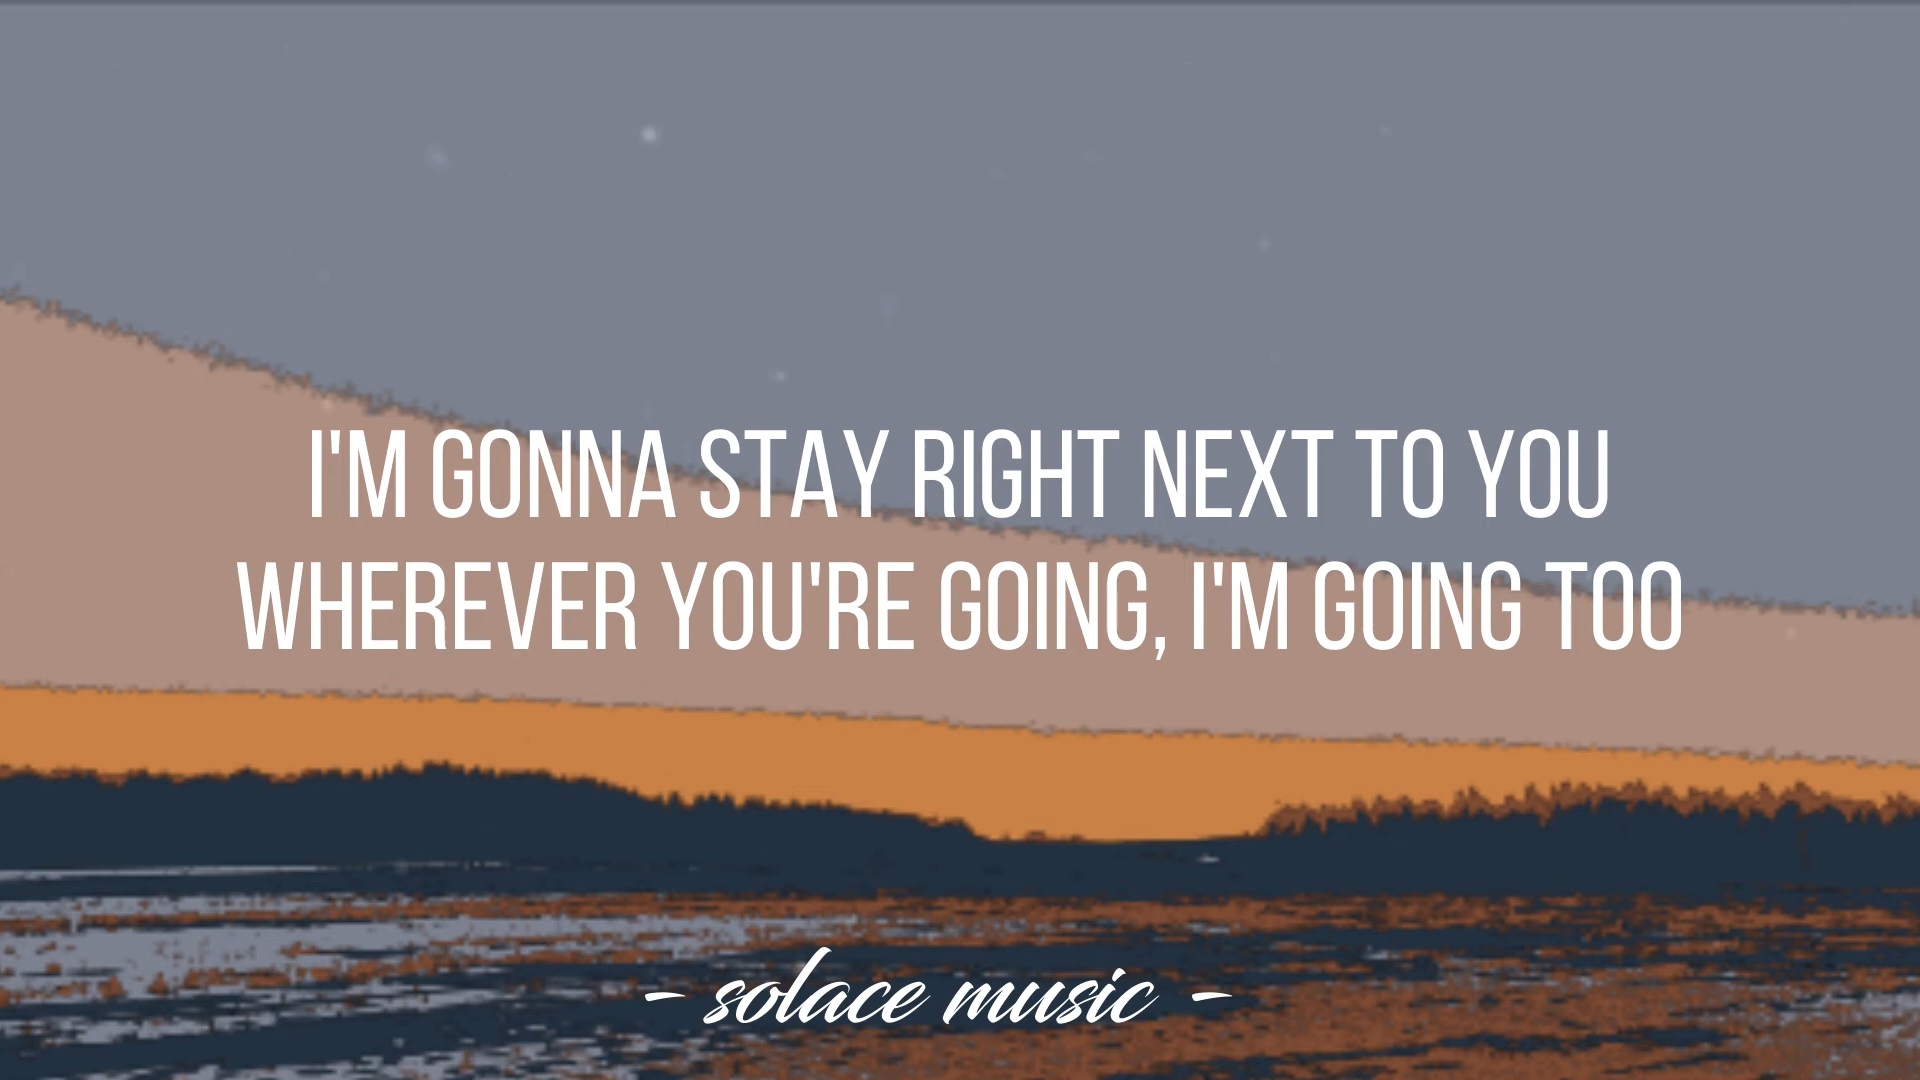 I'M GONNA STAY RIGHT NEXT TO YOU
WHEREVER YOU'RE GOING, I'M GOING TOO
- solace music -